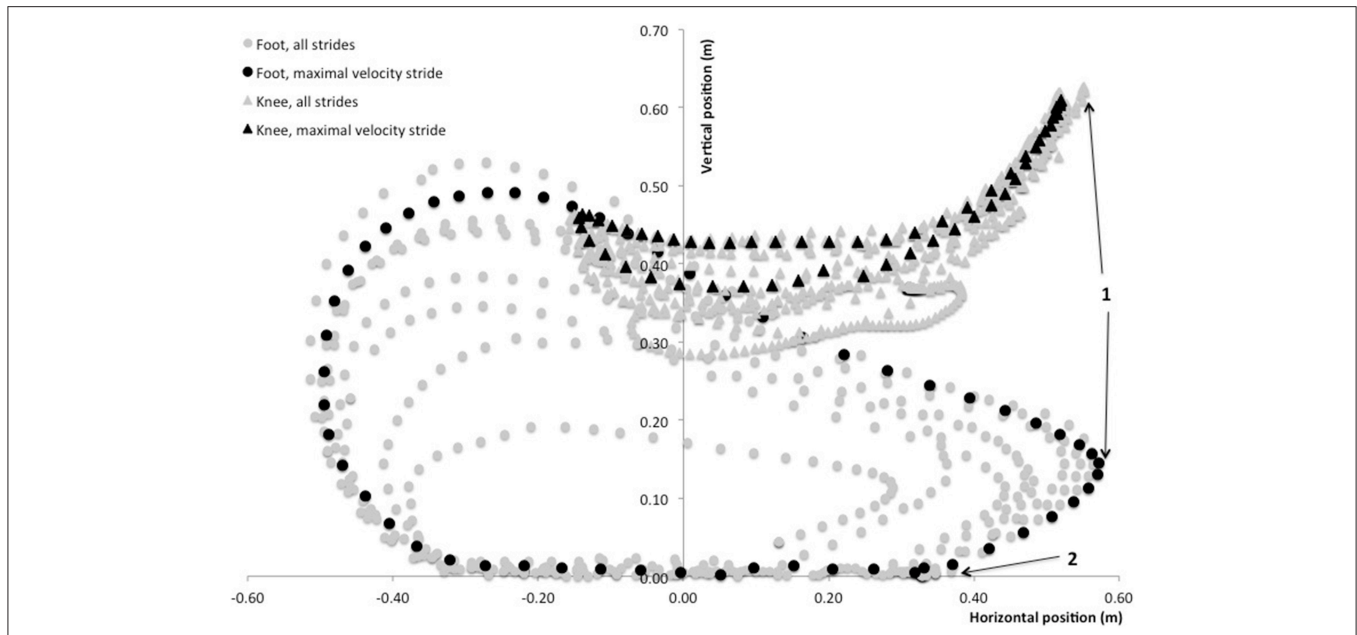 Foot, all strides
Foot, maximal velocity stride
Knee, all strides
Knee, maximal velocity stride
Vertical position (m)
0.70
0.60
0.50
0.40
0.30
0.20
0.10
0.00
1
2
-0.60
-0.40
-0.20
0.00
0.20
0.40
0.60
Horizontal position (m)